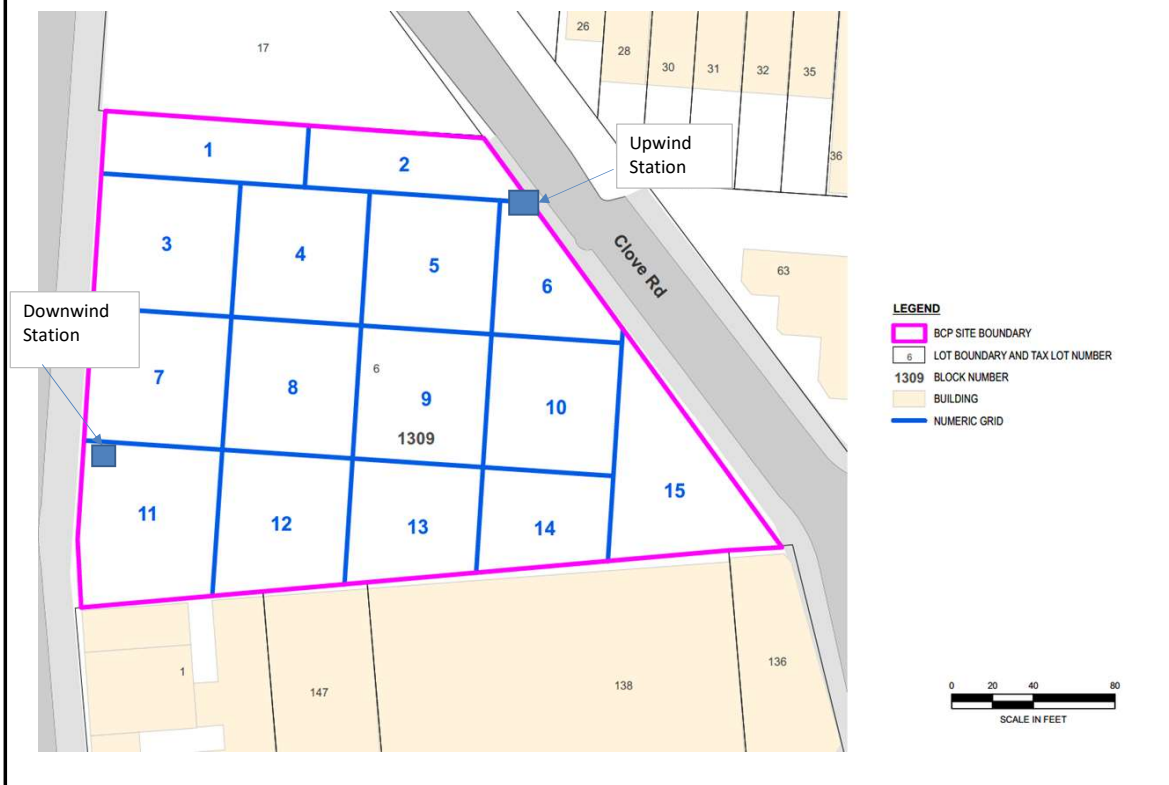 17
26
28
30
31
32
35
36
Upwind
Station
1
2
3
4
5
6
Clove Rd
63
Downwind
Station
7
8
6
9
1309
10
11
12
13
14
15
1
147
138
136
LEGEND
BCP SITE BOUNDARY
6 LOT BOUNDARY AND TAX LOT NUMBER
1309 BLOCK NUMBER
BUILDING
NUMERIC GRID
0 20 40 80
SCALE IN FEET